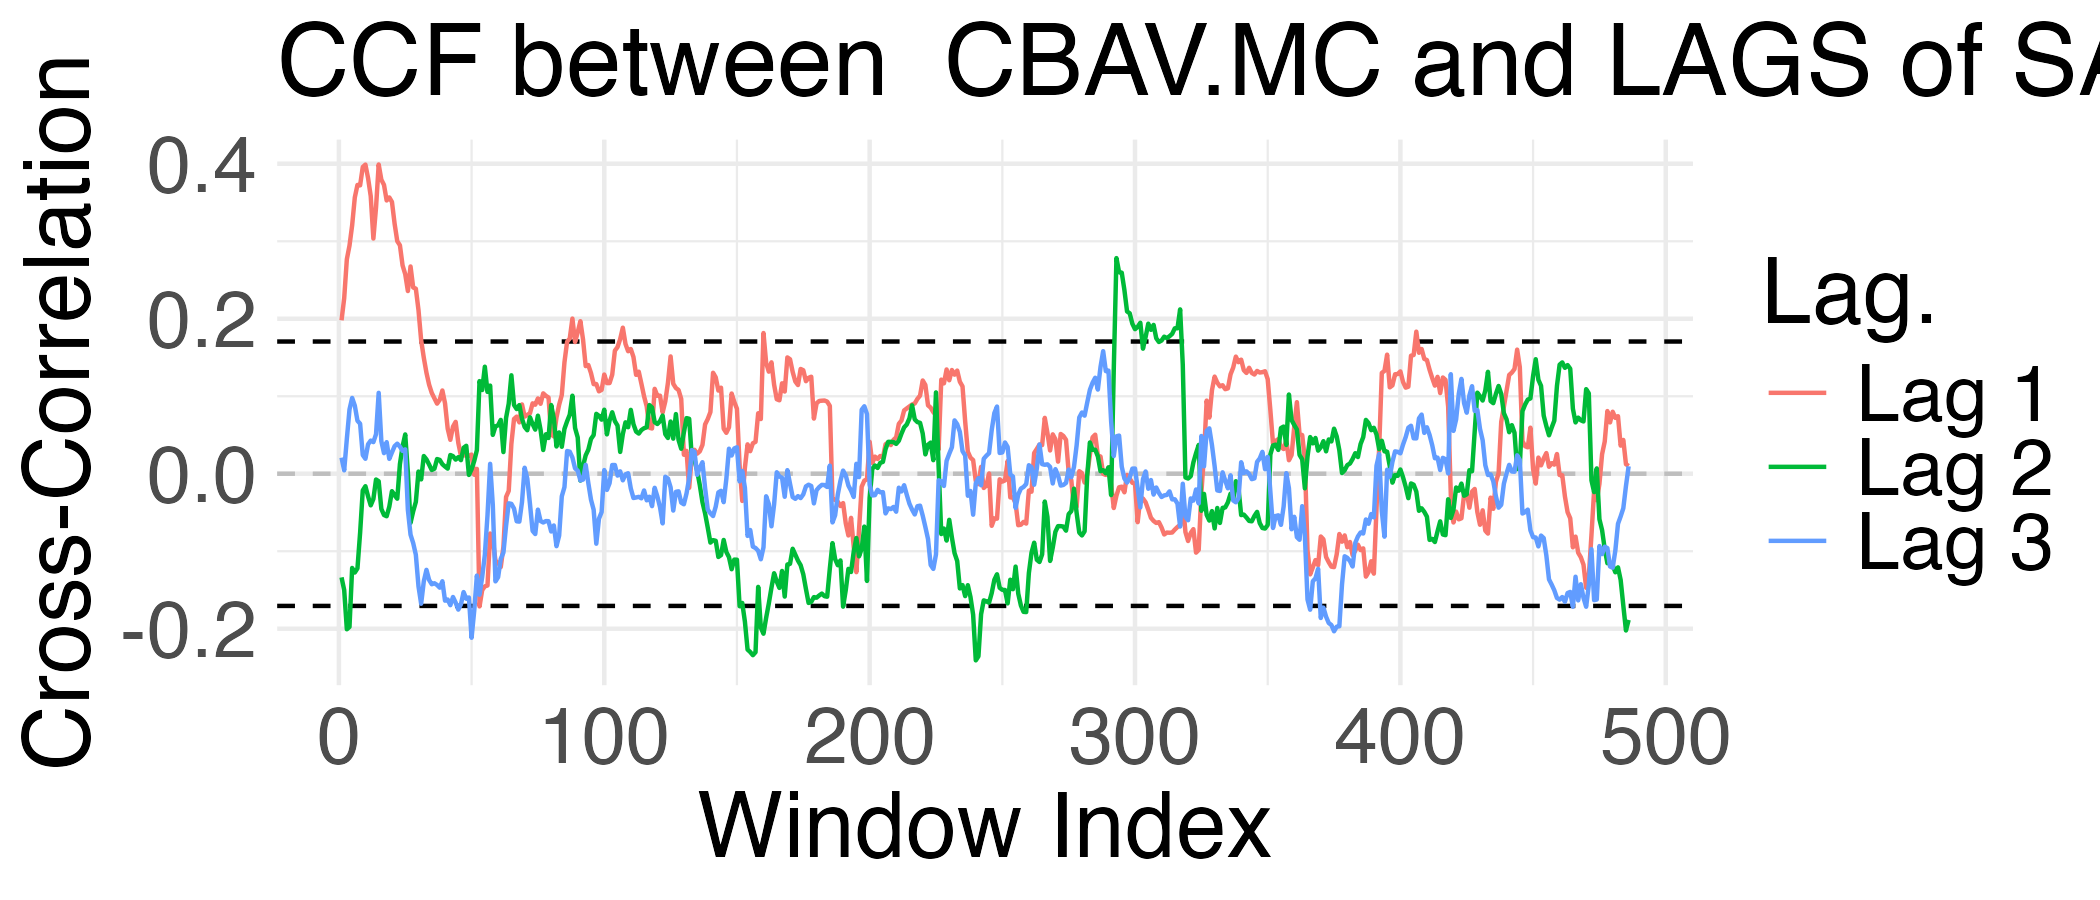 CCF between  CBAV.MC and LAGS of SA
Cross-Correlation
0.4
0.2
0.0
-0.2
0
100
200
300
400
500
Window Index
Lag.
Lag 1
Lag 2
Lag 3